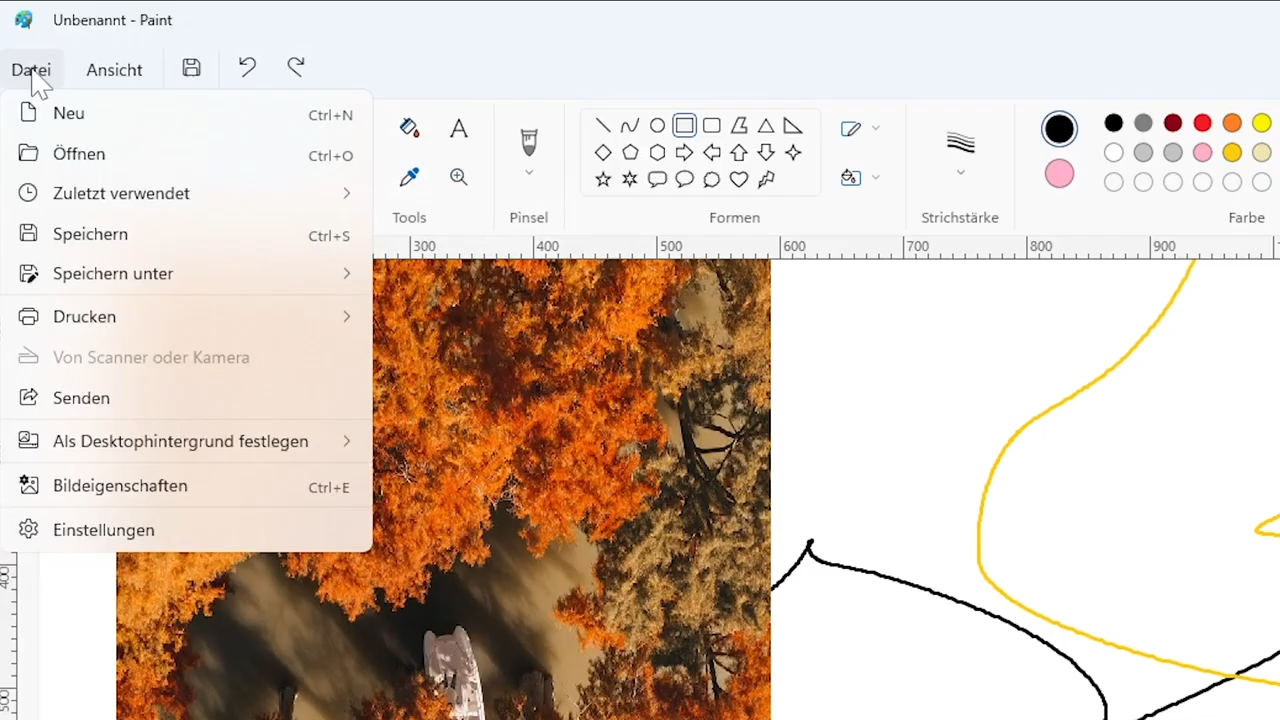 Unbenannt - Paint
Datei Ansicht
Neu Ctrl+N
Öffnen Ctrl+O
Zuletzt verwendet
Speichern Ctrl+S
Speichern unter
Drucken
Von Scanner oder Kamera
Senden
Als Desktophintergrund festlegen
Bildeigenschaften Ctrl+E
Einstellungen
A
Tools Pinsel Formen Strichstärke Farbe
300 400 500 600 700 800 900
400
500